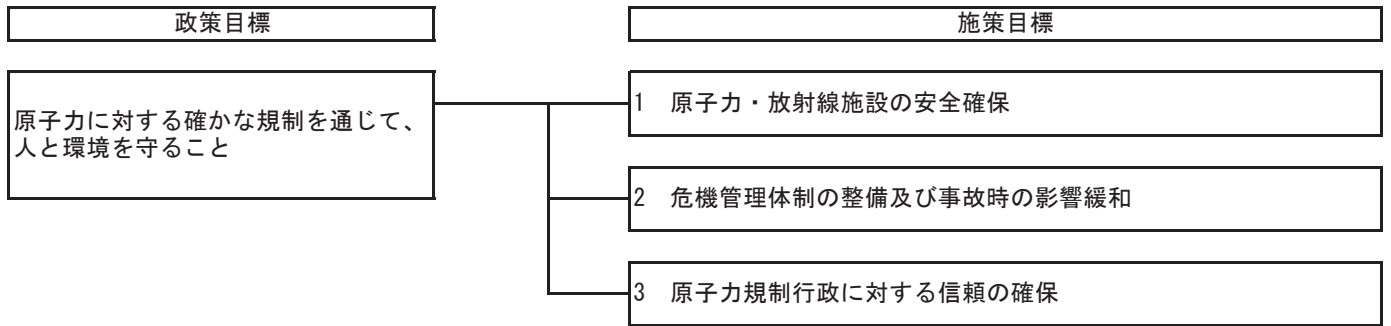 政策目標
施策目標
原子力に対する確かな規制を通じて、
人と環境を守ること
1　原子力・放射線施設の安全確保
2　危機管理体制の整備及び事故時の影響緩和
3　原子力規制行政に対する信頼の確保